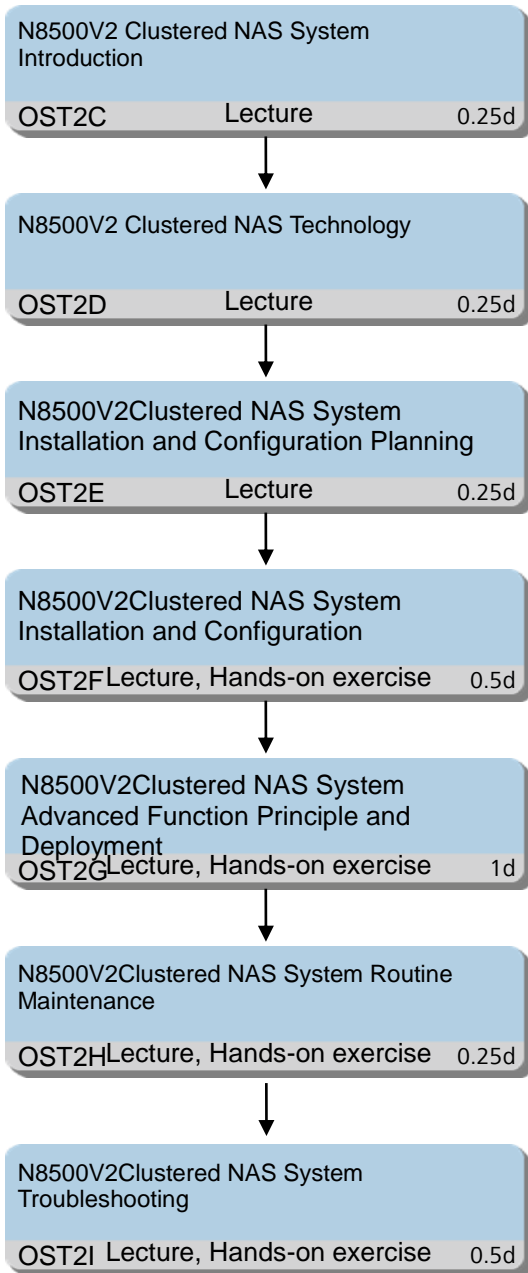 N8500V2 Clustered NAS System
Introduction
OST2C Lecture 0.25d
N8500V2 Clustered NAS Technology
OST2D Lecture 0.25d
N8500V2Clustered NAS System
Installation and Configuration Planning
OST2E Lecture 0.25d
N8500V2Clustered NAS System
Installation and Configuration
OST2F Lecture, Hands-on exercise 0.5d
N8500V2Clustered NAS System
Advanced Function Principle and
Deployment
OST2G Lecture, Hands-on exercise 1d
N8500V2Clustered NAS System Routine
Maintenance
OST2H Lecture, Hands-on exercise 0.25d
N8500V2Clustered NAS System
Troubleshooting
OST2I Lecture, Hands-on exercise 0.5d